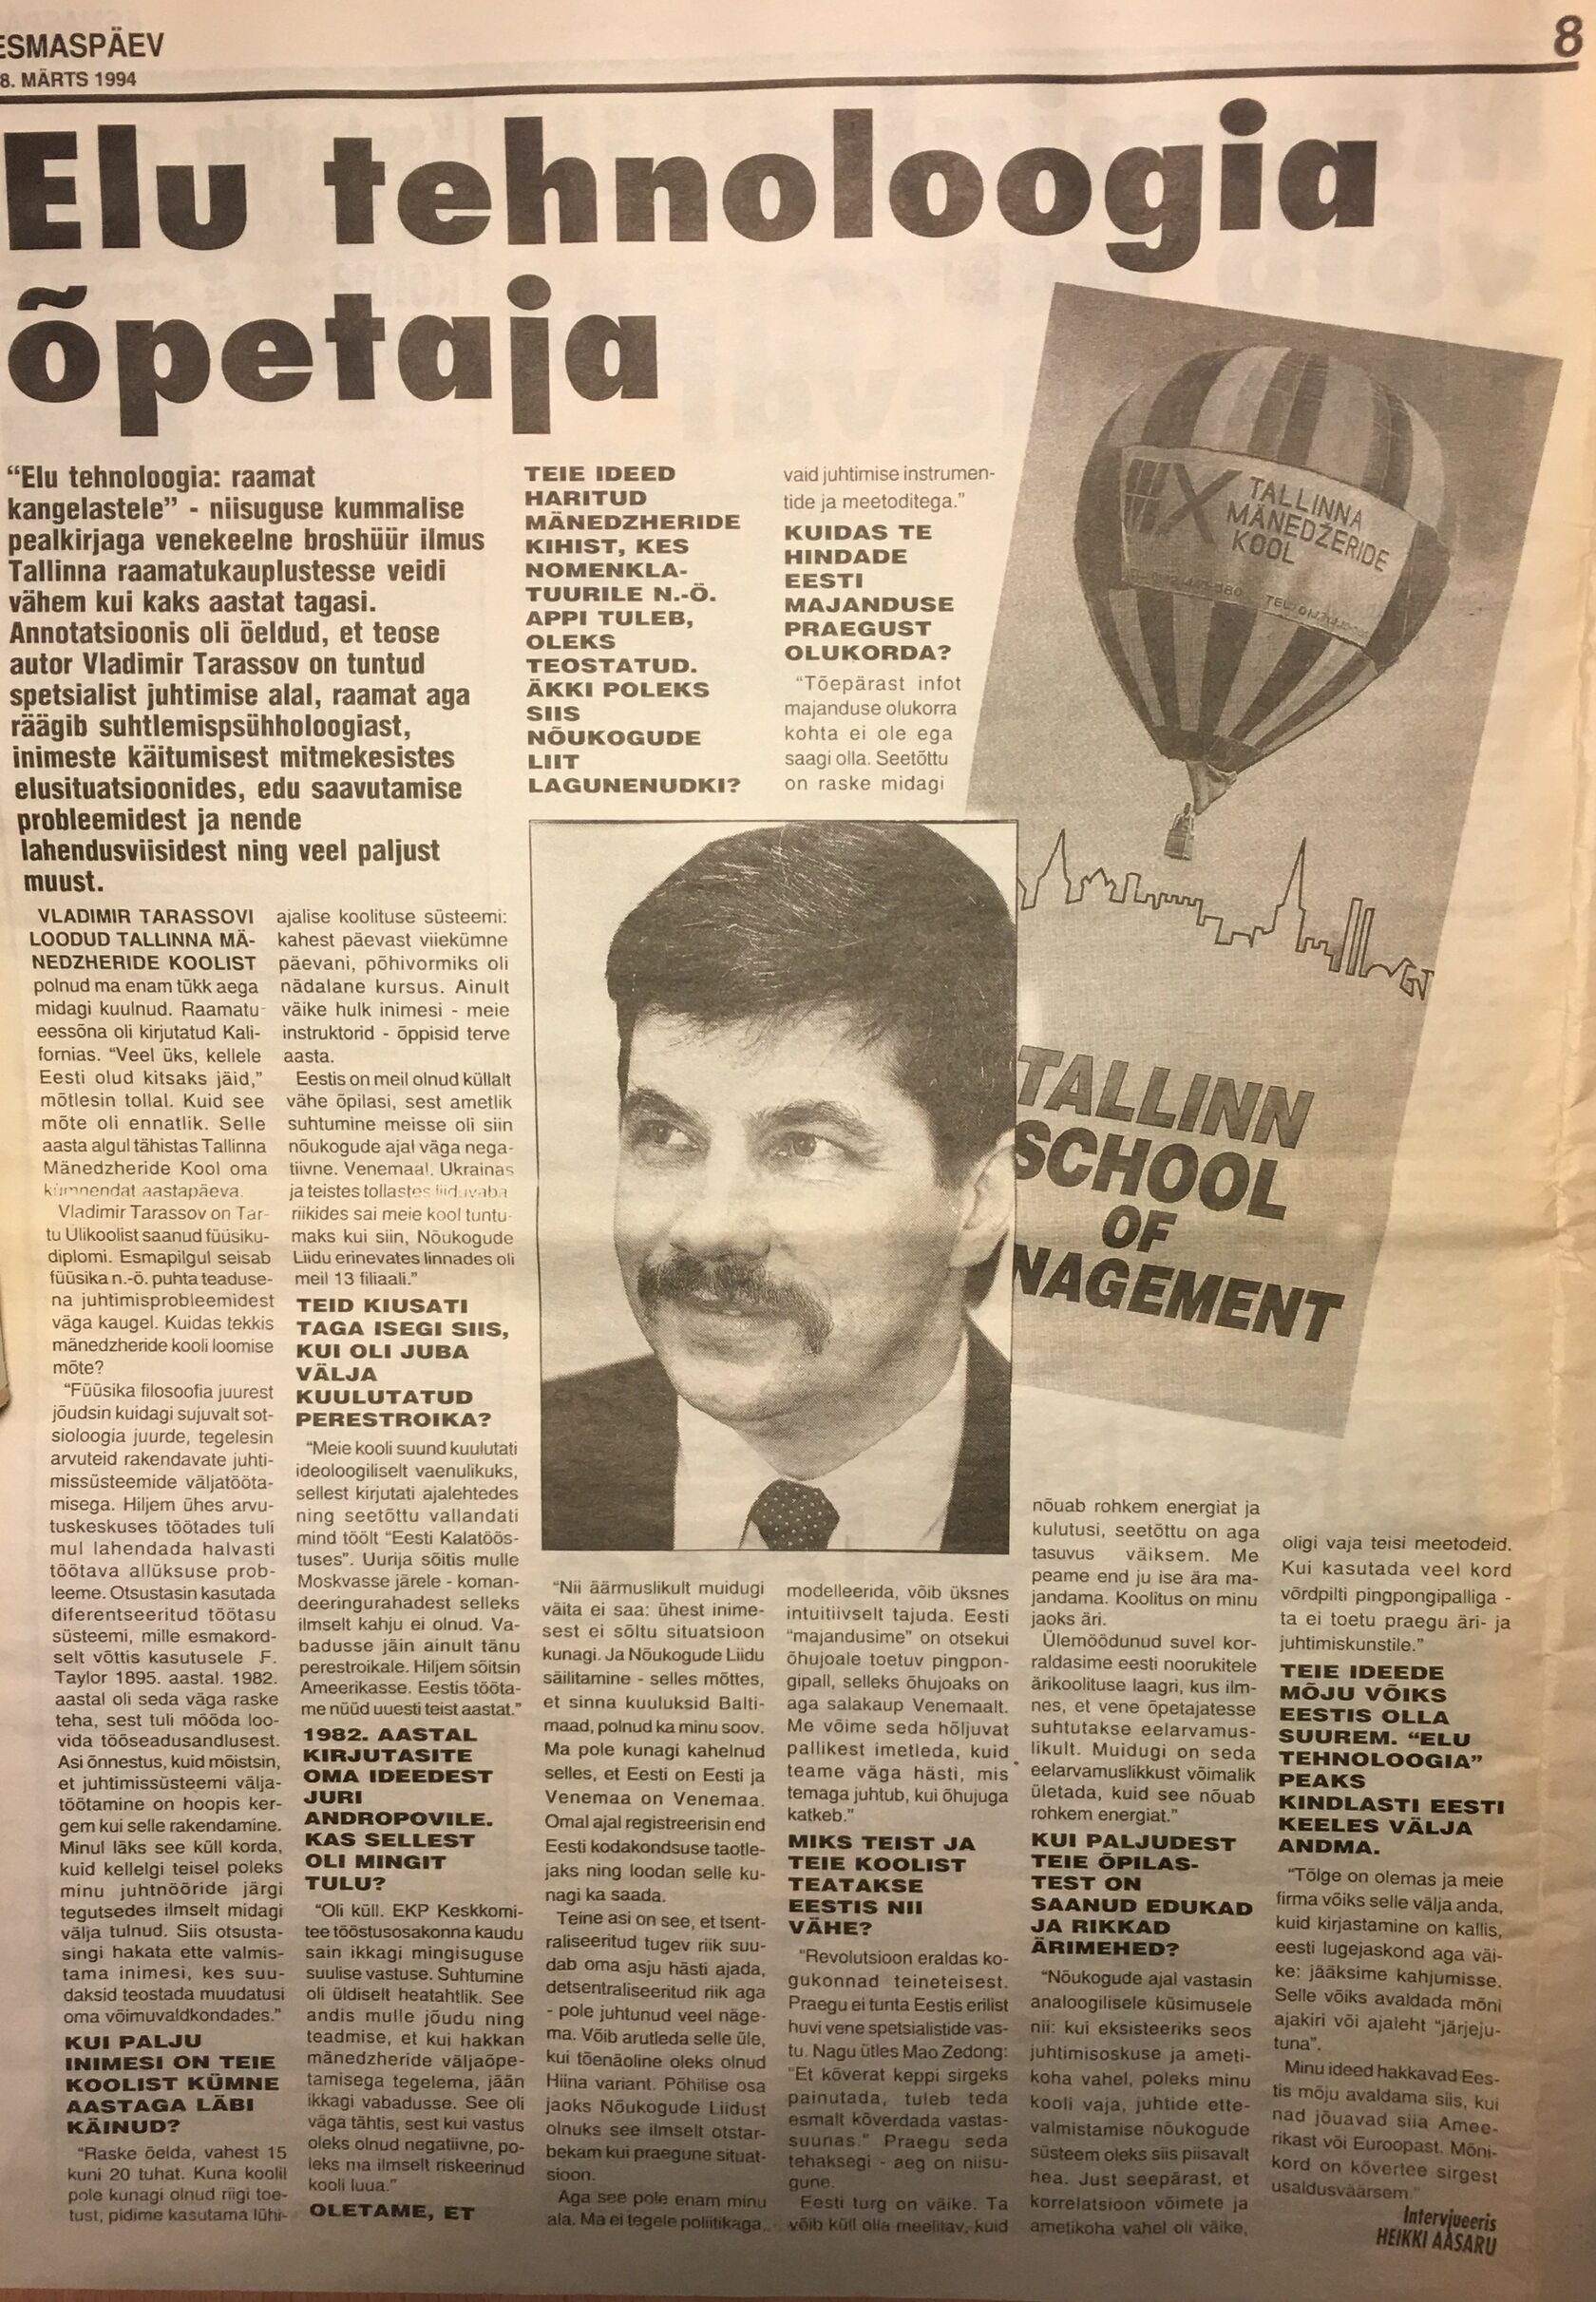 ESMASPÄEV
8. MÄRTS 1994
8
Elu tehnoloogia
õpetaja
“Elu tehnoloogia: raamat
kangelastele” - niisuguse kummalise
pealkirjaga venekeelne broshüür ilmus
Tallinna raamatukauplustesse veidi
vähem kui kaks aastat tagasi.
Annotatsioonis oli öeldud, et teose
autor Vladimir Tarassov on tuntud
spetsialist juhtimise alal, raamat aga
räägib suhtlemispsühholoogiast,
inimeste käitumisest mitmekesistes
elusituatsioonides, edu saavutamise
probleemidest ja nende
lahendusviisidest ning veel paljust
muust.
VLADIMIR TARASSOVI
LOODUD TALLINNA MÄ-
NEDZHERIDE KOOLIST
polnud ma enam tükk aega
midagi kuulnud. Raamatu
eessõna oli kirjutatud Kali-
fornias. “Veel üks, kellele
Eesti olud kitsaks jäid,”
mõtlesin tollal. Kuid see
mõte oli ennatlik. Selle
aasta algul tähistas Tallinna
Mänedzheride Kool oma
kümnendat aastapäeva.
Vladimir Tarassov on Tar-
tu Ülikoolist saanud füüsiku-
diplomi. Esmapilgul seisab
füüsika n.-ö. puhta teaduse-
na juhtimisprobleemidest
väga kaugel. Kuidas tekkis
mänedzheride kooli loomise
mõte?
“Füüsika filosoofia juurest
jõudsin kuidagi sujuvalt sot-
sioloogia juurde, tegelesin
arvuteid rakendavate juhti-
missüsteemide väljatööta-
misega. Hiljem ühes arvu-
tuskeskuses töötades tuli
mul lahendada halvasti
töötava allüksuse prob-
leeme. Otsustasin kasutada
diferentseeritud töötasu
süsteemi, mille esmakord-
selt võttis kasutusele F.
Taylor 1895. aastal. 1982.
aastal oli seda väga raske
teha, sest tuli mööda loo-
vida tööseadusandlusest.
Asi õnnestus, kuid mõistsin,
et juhtimissüsteemi välja-
töötamine on hoopis ker-
gem kui selle rakendamine.
Minul läks see küll korda,
kuid kellelgi teisel poleks
minu juhtnööride järgi
tegutsedes ilmselt midagi
välja tulnud. Siis otsusta-
singi hakata ette valmis-
tama inimesi, kes suu-
daksid teostada muudatusi
oma võimuvaldkondades.”
KUI PALJU
INIMESI ON TEIE
KOOLIST KÜMNE
AASTAGA LÄBI
KÄINUD?
“Raske öelda, vahest 15
kuni 20 tuhat. Kuna koolil
pole kunagi olnud riigi toe-
tust, pidime kasutama lühi-
ajalise koolituse süsteemi:
kahest päevast viiekümne
päevani, põhivormiks oli
nädalane kursus. Ainult
väike hulk inimesi - meie
instruktorid - õppisid terve
aasta.
Eestis on meil olnud küllalt
vähe õpilasi, sest ametlik
suhtumine meisse oli siin
nõukogude ajal väga nega-
tiivne. Venemaal, Ukrainas
ja teistes tollastes liiduvaba
riikides sai meie kool tuntu-
maks kui siin, Nõukogude
Liidu erinevates linnades oli
meil 13 filiaali.”
TEID KIUSATI
TAGA ISEGI SIIS,
KUI OLI JUBA
VÄLJA
KUULUTATUD
PERESTROIKA?
“Meie kooli suund kuulutati
ideoloogiliselt vaenulikuks,
sellest kirjutati ajalehtedes
ning seetõttu vallandati
mind töölt “Eesti Kalatöös-
tuses”. Uurija sõitis mulle
Moskvasse järele - koman-
deeringurahadest selleks
ilmselt kahju ei olnud. Va-
badusse jäin ainult tänu
perestroikale. Hiljem sõitsin
Ameerikasse. Eestis tööta-
me nüüd uuesti teist aastat.”
1982. AASTAL
KIRJUTASITE
OMA IDEEDEST
JURI
ANDROPOVILE.
KAS SELLEST
OLI MINGIT
TULU?
“Oli küll. EKP Keskkomi-
tee tööstusosakonna kaudu
sain ikkagi mingisuguse
suulise vastuse. Suhtumine
oli üldiselt heatahtlik. See
andis mulle jõudu ning
teadmise, et kui hakkan
mänedzheride väljaõpe-
tamisega tegelema, jään
ikkagi vabadusse. See oli
väga tähtis, sest kui vastus
oleks olnud negatiivne, po-
leks ma ilmselt riskeerinud
kooli luua.”
OLETAME, ET
TEIE IDEED
HARITUD
MÄNEDZHERIDE
KIHIST, KES
NOMENKLA-
TUURILE N.-Ö.
APPI TULEB,
OLEKS
TEOSTATUD.
ÄKKI POLEKS
SIIS
NÕUKOGUDE
LIIT
LAGUNENUDKI?
“Nii äärmuslikult muidugi
väita ei saa: ühest inime-
sest ei sõltu situatsioon
kunagi. Ja Nõukogude Liidu
säilitamine - selles mõttes,
et sinna kuuluksid Balti-
maad, polnud ka minu soov.
Ma pole kunagi kahelnud
selles, et Eesti on Eesti ja
Venemaa on Venemaa.
Omal ajal registreerisin end
Eesti kodakondsuse taotle-
jaks ning loodan selle ku-
nagi ka saada.
Teine asi on see, et tsent-
raliseeritud tugev riik suu-
dab oma asju hästi ajada,
detsentraliseeritud riik aga
- pole juhtunud veel näge-
ma. Võib arutleda selle üle,
kui tõenäoline oleks olnud
Hiina variant. Põhilise osa
jaoks Nõukogude Liidust
olnuks see ilmselt otstar-
bekam kui praegune situat-
sioon.
Aga see pole enam minu
ala. Ma ei tegele poliitikaga,
vaid juhtimise instrumen-
tide ja meetoditega.”
KUIDAS TE
HINDADE
EESTI
MAJANDUSE
PRAEGUST
OLUKORDA?
“Tõepärast infot
majanduse olukorra
kohta ei ole ega
saagi olla. Seetõttu
on raske midagi
modelleerida, võib üksnes
intuitiivselt tajuda. Eesti
“majandusime” on otsekui
õhujoale toetuv pingpon-
gipall, selleks õhujoaks on
aga salakaup Venemaalt.
Me võime seda hõljuvat
pallikest imetleda, kuid
teame väga hästi, mis
temaga juhtub, kui õhujuga
katkeb.”
MIKS TEIST JA
TEIE KOOLIST
TEATAKSE
EESTIS NII
VÄHE?
“Revolutsioon eraldas ko-
gukonnad teineteisest.
Praegu ei tunta Eestis erilist
huvi vene spetsialistide vas-
tu. Nagu ütles Mao Zedong:
“Et kõverat keppi sirgeks
painutada, tuleb teda
esmalt kõverdada vastas-
suunas.” Praegu seda
tehaksegi - aeg on niisu-
gune.
Eesti turg on väike. Ta
võib küll olla meelitav, kuid
nõuab rohkem energiat ja
kulutusi, seetõttu on aga
tasuvus väiksem. Me
peame end ju ise ära ma-
jandama. Koolitus on minu
jaoks äri.
Ülemöödunud suvel kor-
raldasime eesti noorukitele
ärikoolituse laagri, kus ilm-
nes, et vene õpetajatesse
suhtutakse eelarvamus-
likult. Muidugi on seda
eelarvamuslikkust võimalik
ületada, kuid see nõuab
rohkem energiat.”
KUI PALJUDEST
TEIE ÕPILAS-
TEST ON
SAANUD EDUKAD
JA RIKKAD
ÄRIMEHED?
“Nõukogude ajal vastasin
analoogilisele küsimusele
nii: kui eksisteeriks seos
juhtimisoskuse ja ameti-
koha vahel, poleks minu
kooli vaja, juhtide ette-
valmistamise nõukogude
süsteem oleks siis piisavalt
hea. Just seepärast, et
korrelatsioon võimete ja
ametikoha vahel oli väike,
oligi vaja teisi meetodeid.
Kui kasutada veel kord
võrdpilti pingpongipalliga -
ta ei toetu praegu äri- ja
juhtimiskunstile.”
TEIE IDEEDE
MÕJU VÕIKS
EESTIS OLLA
SUUREM. “ELU
TEHNOLOOGIA”
PEAKS
KINDLASTI EESTI
KEELES VÄLJA
ANDMA.
“Tõlge on olemas ja meie
firma võiks selle välja anda,
kuid kirjastamine on kallis,
eesti lugejaskond aga väi-
ke: jääksime kahjumisse.
Selle võiks avaldada mõni
ajakiri või ajaleht “järjeju-
tuna”.
Minu ideed hakkavad Ees-
tis mõju avaldama siis, kui
nad jõuavad siia Amee-
rikast või Euroopast. Mõni-
kord on kõvertee sirgest
usaldusväärsem.”
Intervjueeris
HEIKKI AASARU
TALLINNA
MÄNEDŽERIDE
KOOL
TALLINN
SCHOOL
OF
NAGEMENT